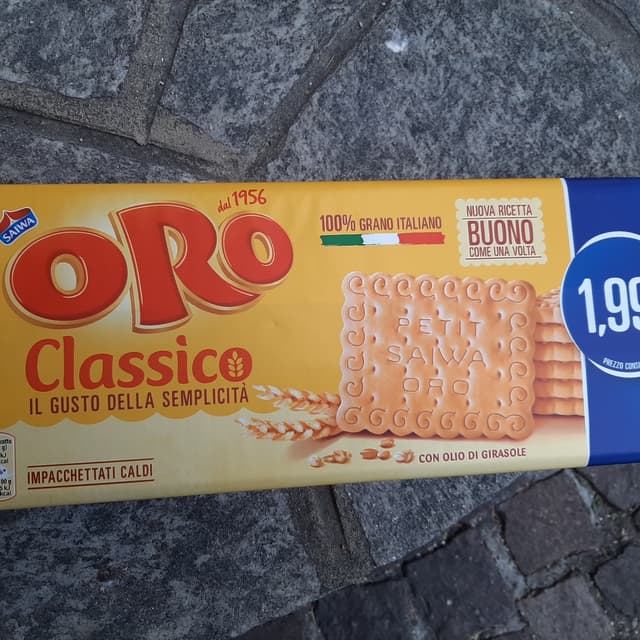 SAIWA
ORO
dal 1956
Classico
IL GUSTO DELLA SEMPLICITÀ
IMPACCHETTATI CALDI
100% GRANO ITALIANO
NUOVA RICETTA
BUONO
COME UNA VOLTA
PETIT
SAIWA
ORO
CON OLIO DI GIRASOLE
1,99
PREZZO